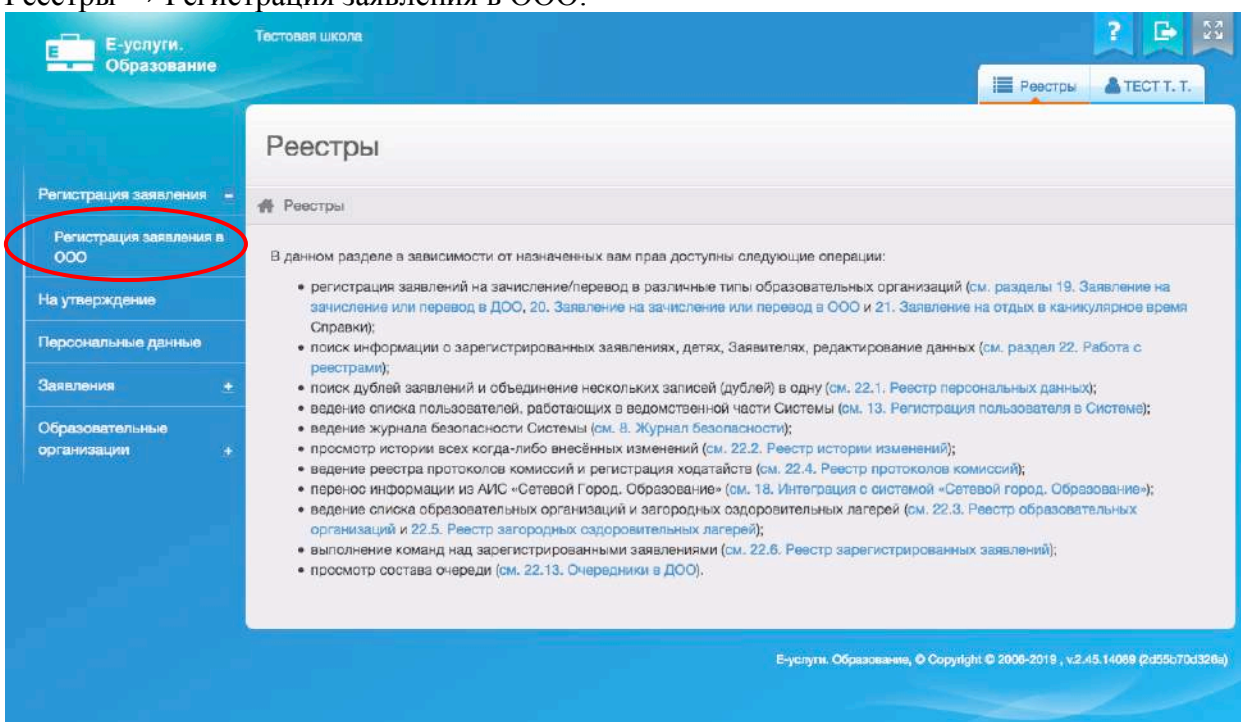 Реестры → Регистрация заявления в ООО:
Е-услуги.
Образование
Тестовая школа
Реестры
ТЕСТ Т. Т.
Реестры
Регистрация заявления
Реестры
Регистрация заявления в
ООО
На утверждение
Персональные данные
Заявления
Образовательные
организации
В данном разделе в зависимости от назначенных вам прав доступны следующие операции:
• регистрация заявлений на зачисление/перевод в различные типы образовательных организаций (см. разделы 19. Заявление на
зачисление или перевод в ДОО, 20. Заявление на зачисление или перевод в ООО и 21. Заявление на отдых в каникулярное время
Справки);
• поиск информации о зарегистрированных заявлениях, детях, Заявителях, редактирование данных (см. раздел 22. Работа с
реестрами);
• поиск дублей заявлений и объединение нескольких записей (дублей) в одну (см. 22.1. Реестр персональных данных);
• ведение списка пользователей, работающих в ведомственной части Системы (см. 13. Регистрация пользователя в Системе);
• ведение журнала безопасности Системы (см. 8. Журнал безопасности);
• просмотр истории всех когда-либо внесённых изменений (см. 22.2. Реестр истории изменений);
• ведение реестра протоколов комиссий и регистрация ходатайств (см. 22.4. Реестр протоколов комиссий);
• перенос информации из АИС «Сетевой Город. Образование» (см. 18. Интеграция с системой «Сетевой город. Образование»);
• ведение списка образовательных организаций и загородных оздоровительных лагерей (см. 22.3. Реестр образовательных
организаций и 22.5. Реестр загородных оздоровительных лагерей);
• выполнение команд над зарегистрированными заявлениями (см. 22.6. Реестр зарегистрированных заявлений);
• просмотр состава очереди (см. 22.13. Очередники в ДОО).
Е-услуги. Образование, © Copyright © 2006-2019 , v.2.45.14089 (2d55b70d326a)